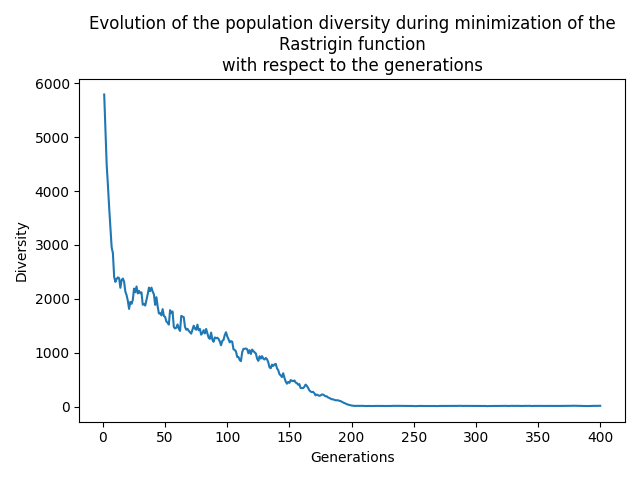 Evolution of the population diversity during minimization of the
Rastrigin function
with respect to the generations
6000
5000
4000
3000
2000
1000
0
Diversity
0 50 100 150 200 250 300 350 400
Generations